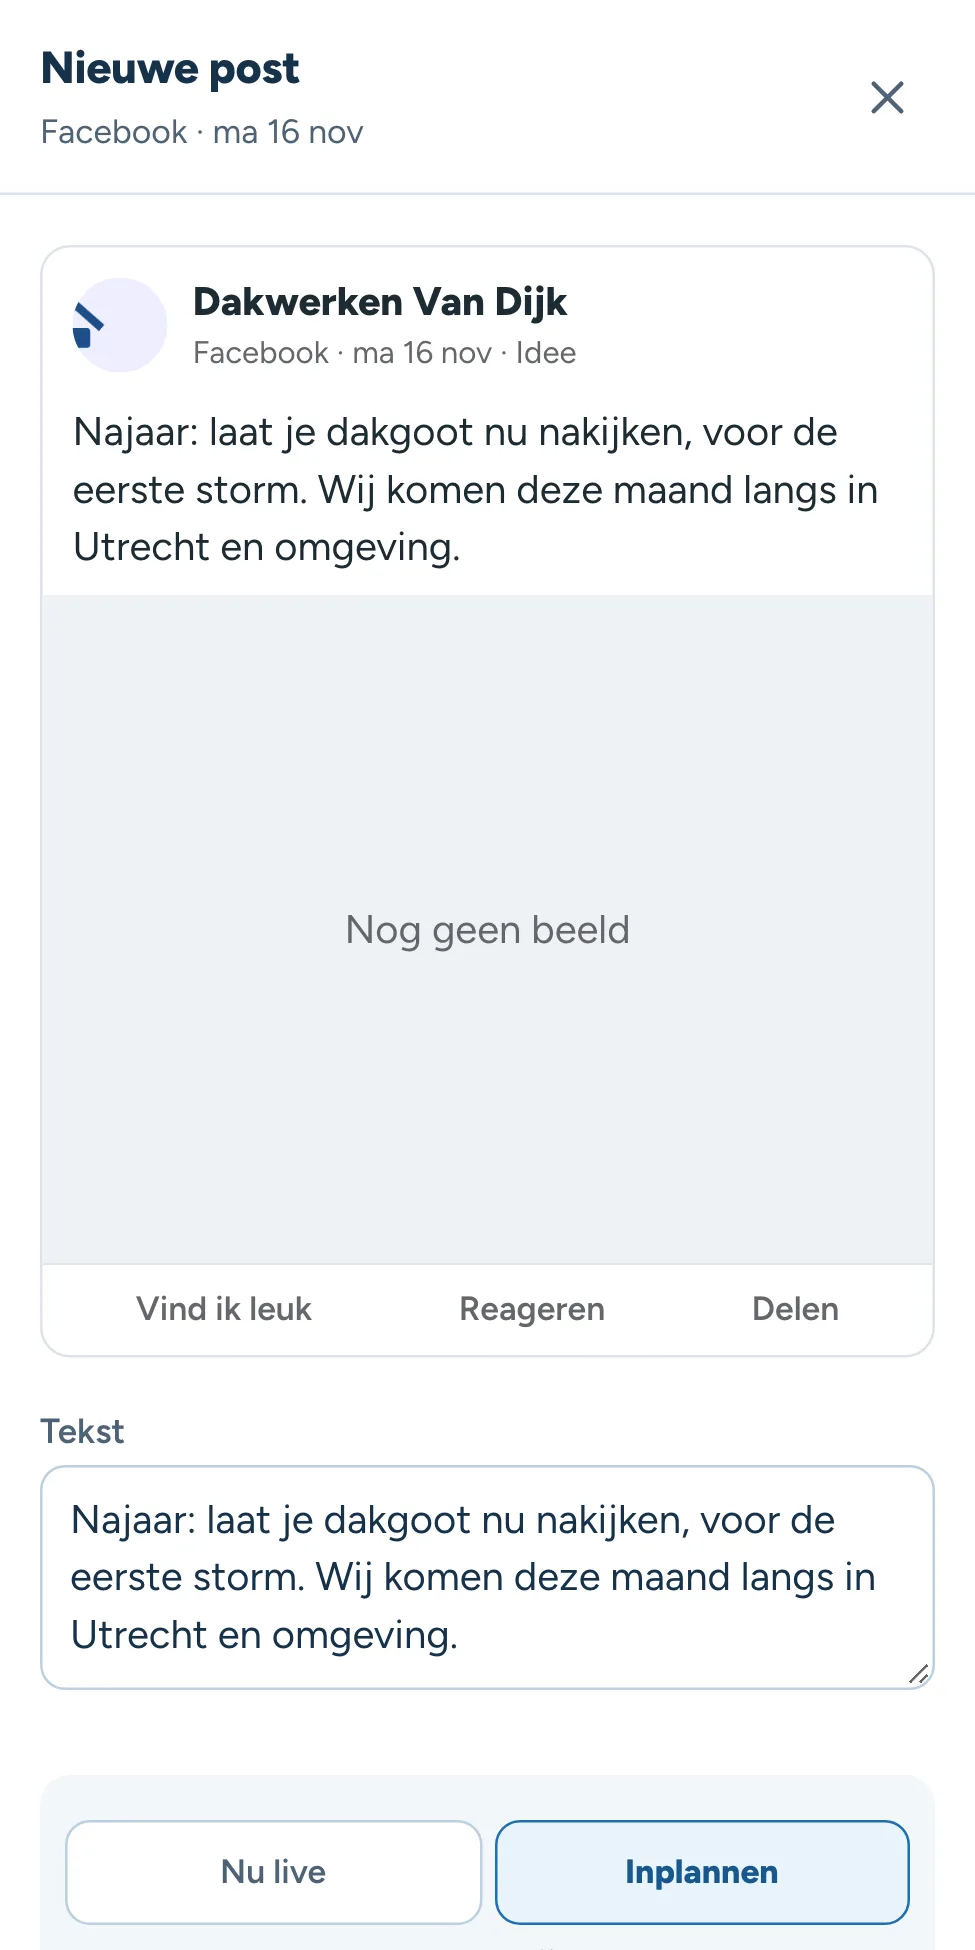 Nieuwe post
Facebook · ma 16 nov
Dakwerken Van Dijk
Facebook · ma 16 nov · Idee
Najaar: laat je dakgoot nu nakijken, voor de
eerste storm. Wij komen deze maand langs in
Utrecht en omgeving.
Nog geen beeld
Vind ik leuk Reageren Delen
Tekst
Najaar: laat je dakgoot nu nakijken, voor de
eerste storm. Wij komen deze maand langs in
Utrecht en omgeving.
Nu live Inplannen